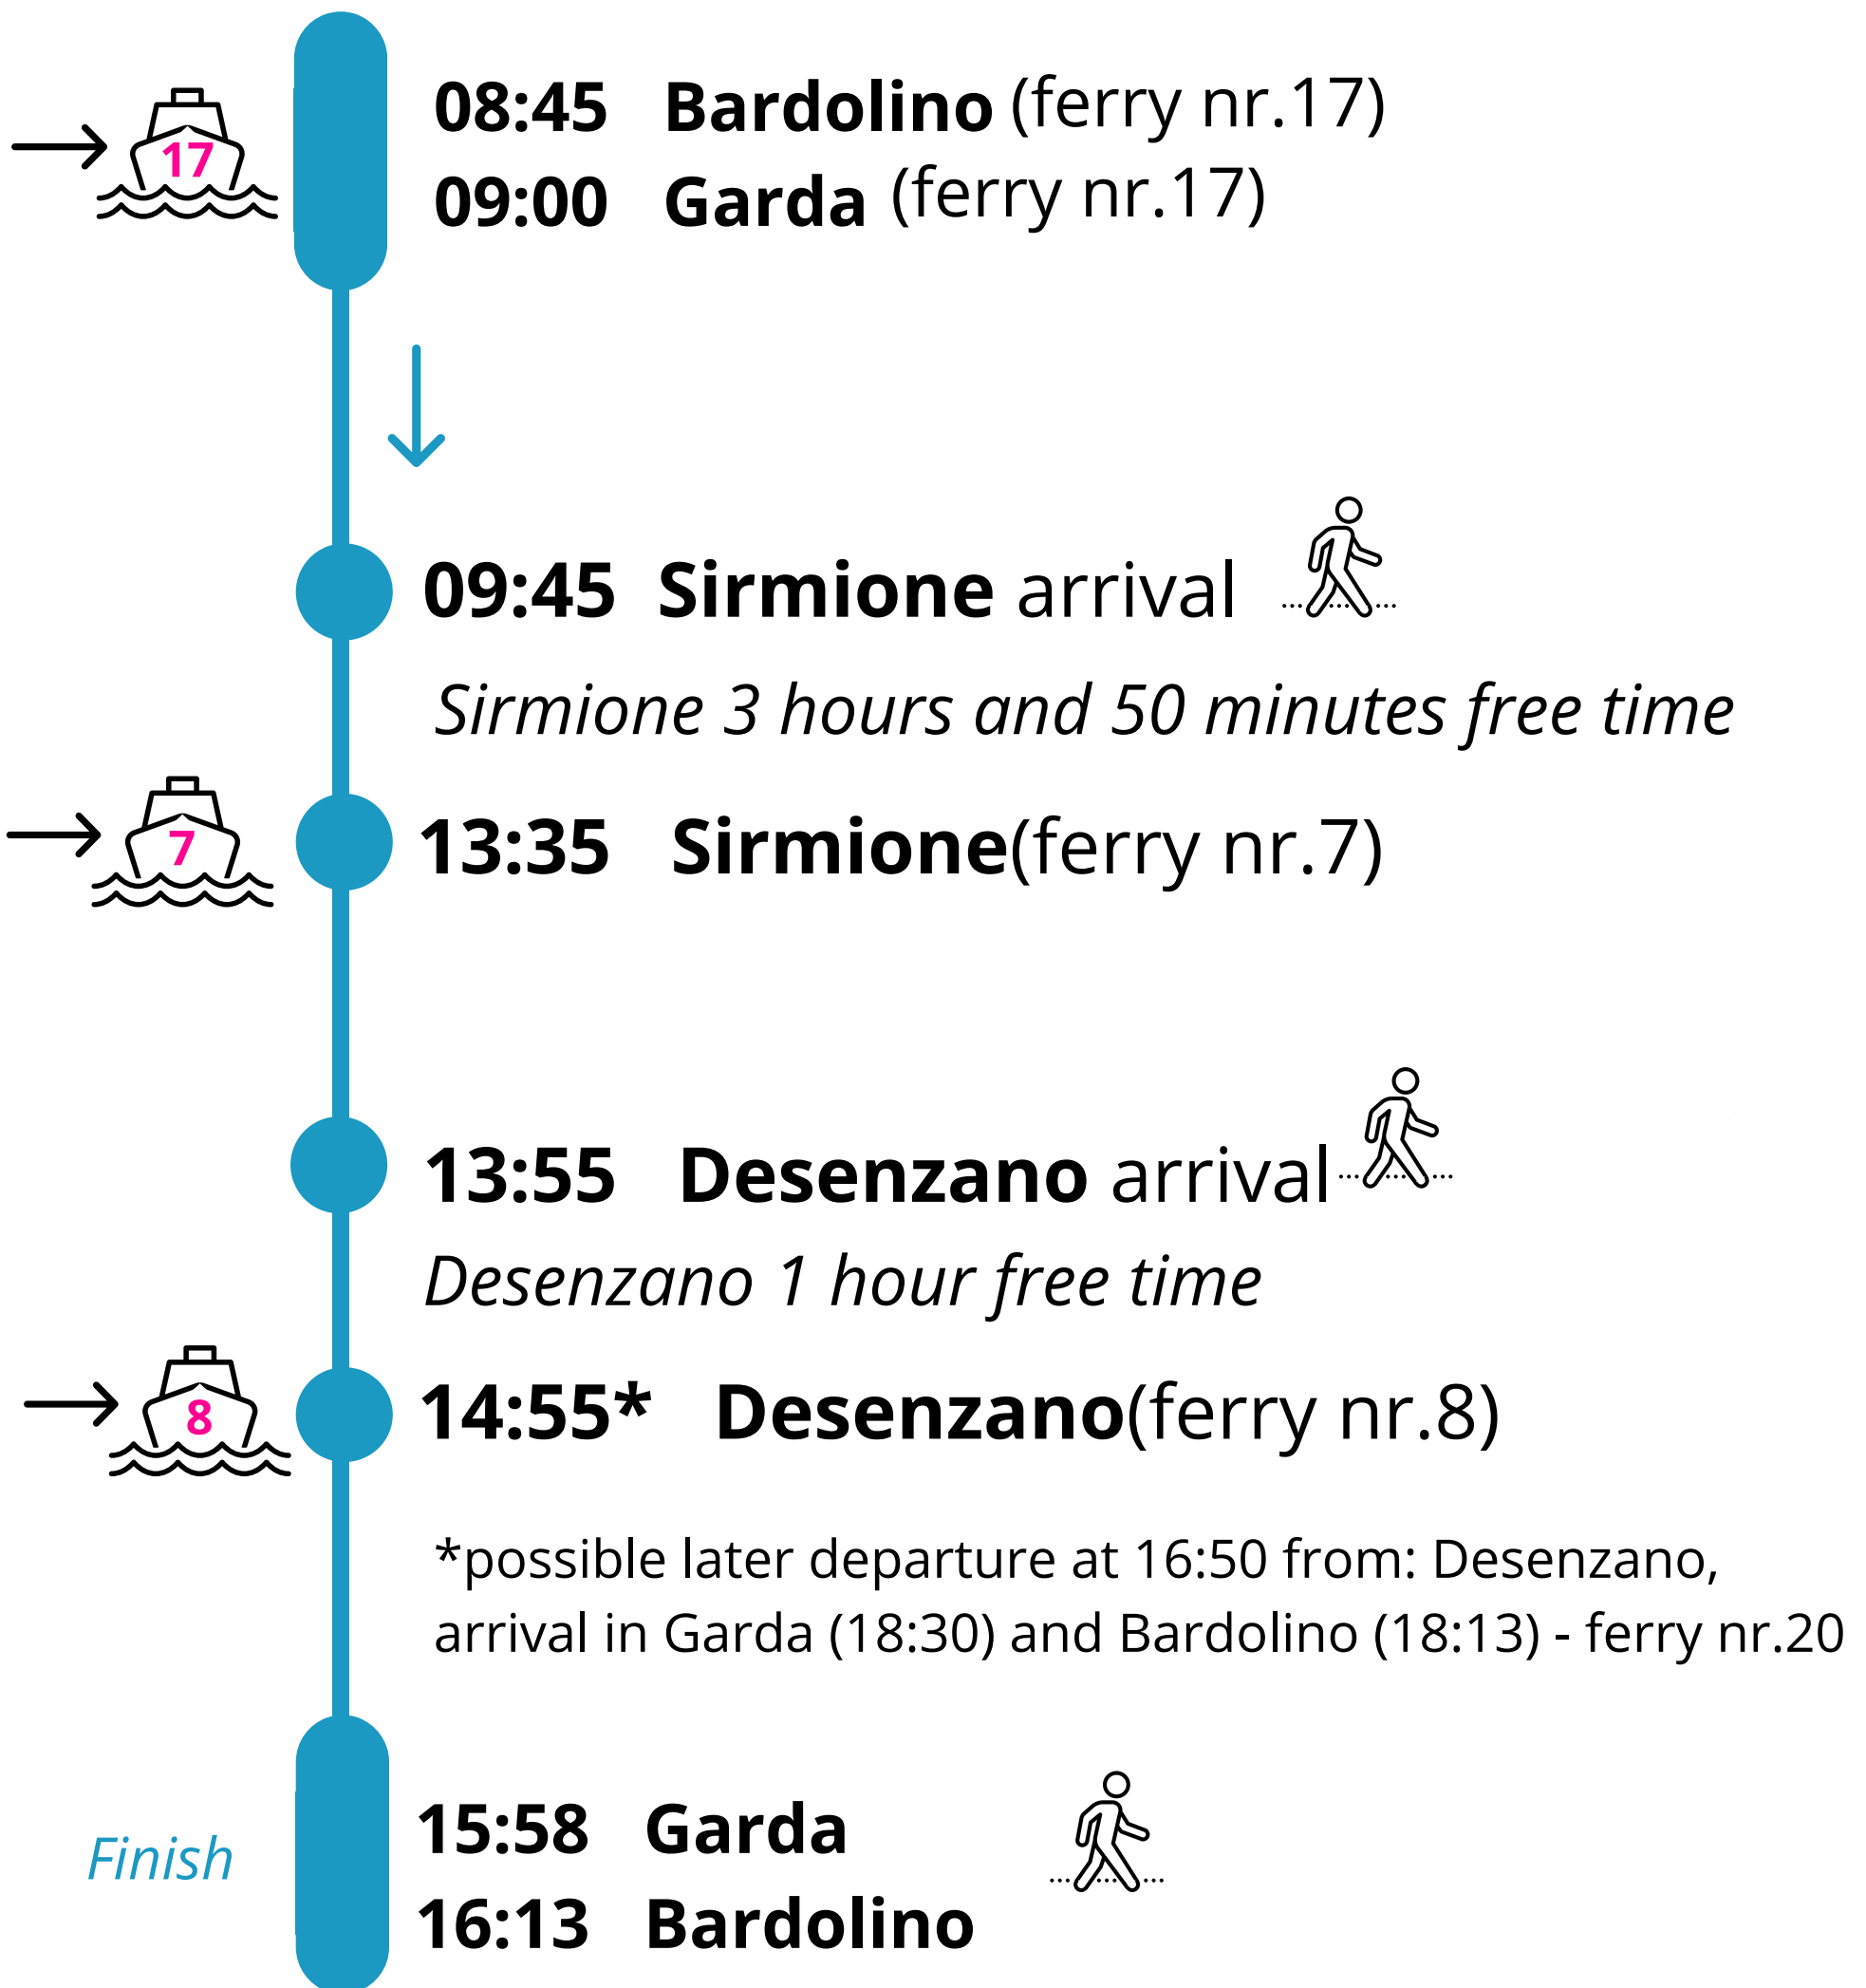 17
08:45 Bardolino (ferry nr.17)
09:00 Garda (ferry nr.17)
09:45 Sirmione arrival
Sirmione 3 hours and 50 minutes free time
7
13:35 Sirmione(ferry nr.7)
13:55 Desenzano arrival
Desenzano 1 hour free time
8
14:55* Desenzano(ferry nr.8)
*possible later departure at 16:50 from: Desenzano,
arrival in Garda (18:30) and Bardolino (18:13) - ferry nr.20
Finish
15:58 Garda
16:13 Bardolino